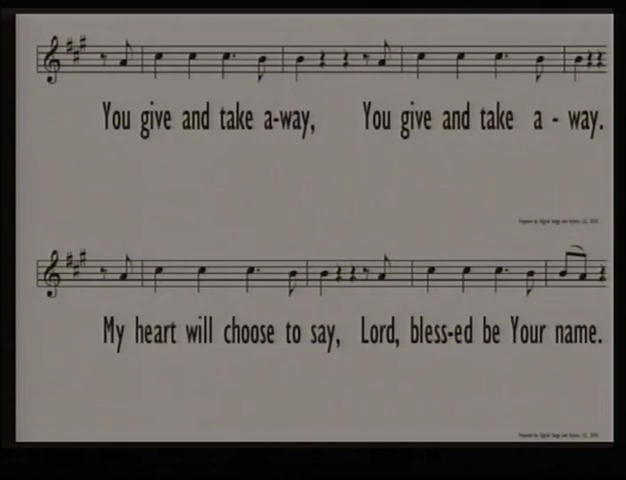 You give and take a-way, You give and take a - way.
My heart will choose to say, Lord, bless-ed be Your name.